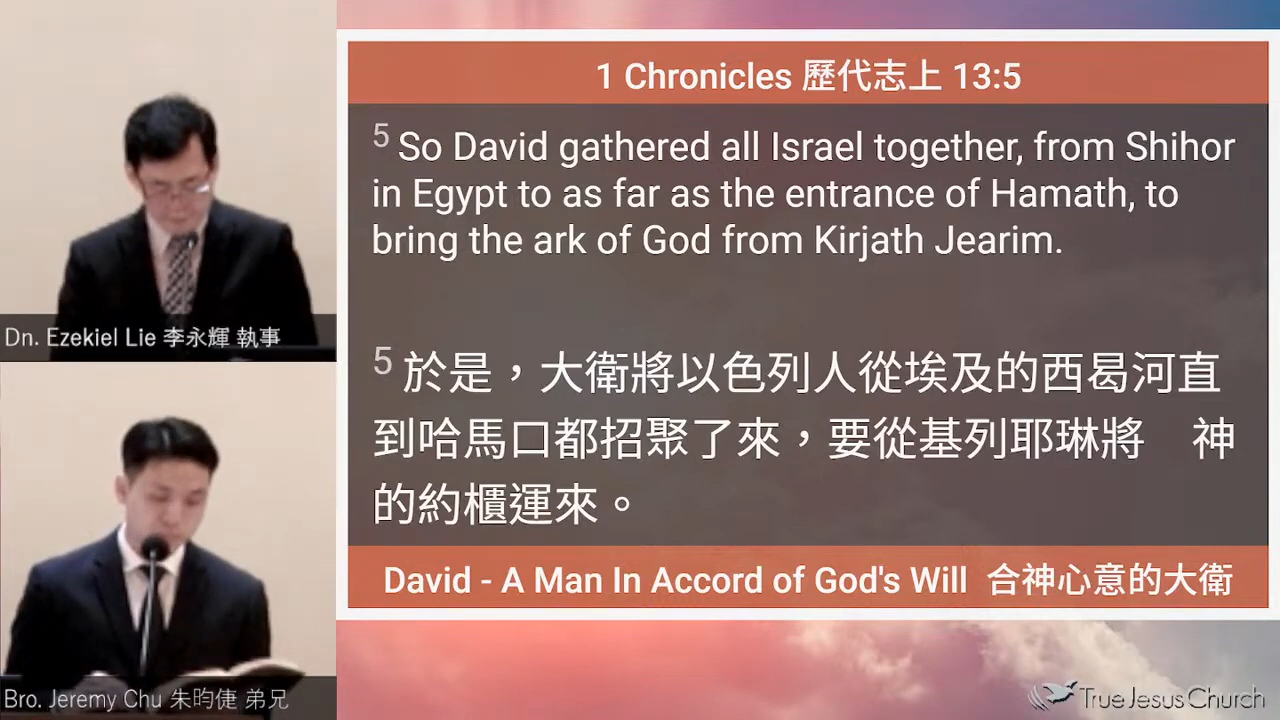 1 Chronicles 歷代志上 13:5
5 So David gathered all Israel together, from Shihor
in Egypt to as far as the entrance of Hamath, to
bring the ark of God from Kirjath Jearim.
5 於是，大衛將以色列人從埃及的西曷河直
到哈馬口都招聚了來，要從基列耶琳將　神
的約櫃運來。
David - A Man In Accord of God's Will 合神心意的大衛
Dn. Ezekiel Lie 李永輝 執事
Bro. Jeremy Chu 朱昀倢 弟兄
True Jesus Church